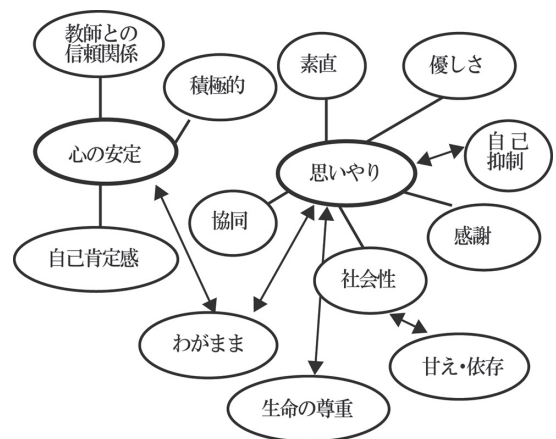 教師との
信頼関係
積極的
心の安定
自己肯定感
素直
優しさ
自己
抑制
思いやり
協同
感謝
社会性
わがまま
甘え・依存
生命の尊重